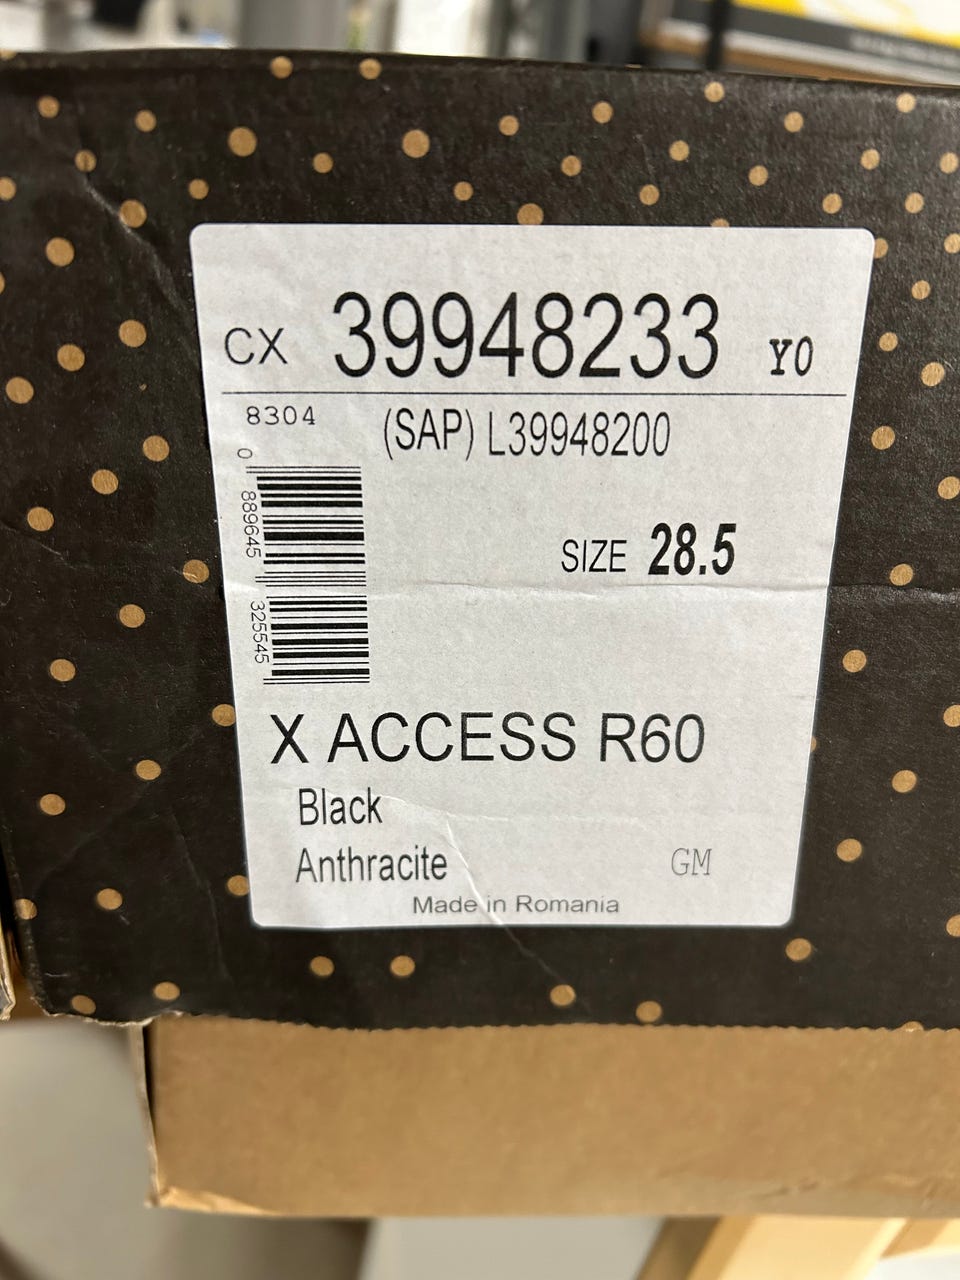 CX 39948233 Y0
8304 (SAP) L39948200
0 889645 325545
SIZE 28.5
X ACCESS R60
Black
Anthracite GM
Made in Romania